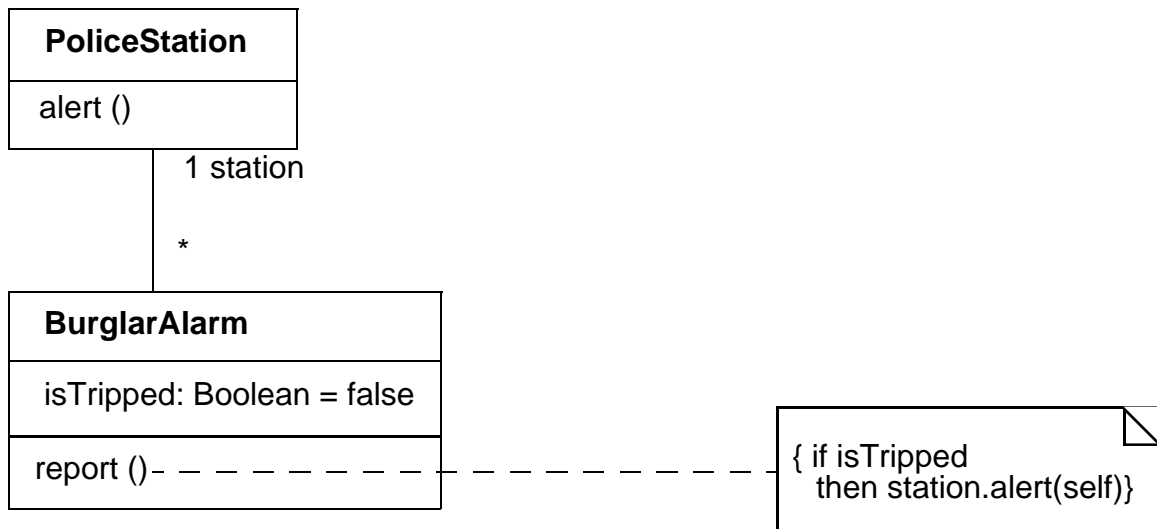 PoliceStation
alert ()
1 station
*
BurglarAlarm
isTripped: Boolean = false
report ()
{ if isTripped
then station.alert(self)}